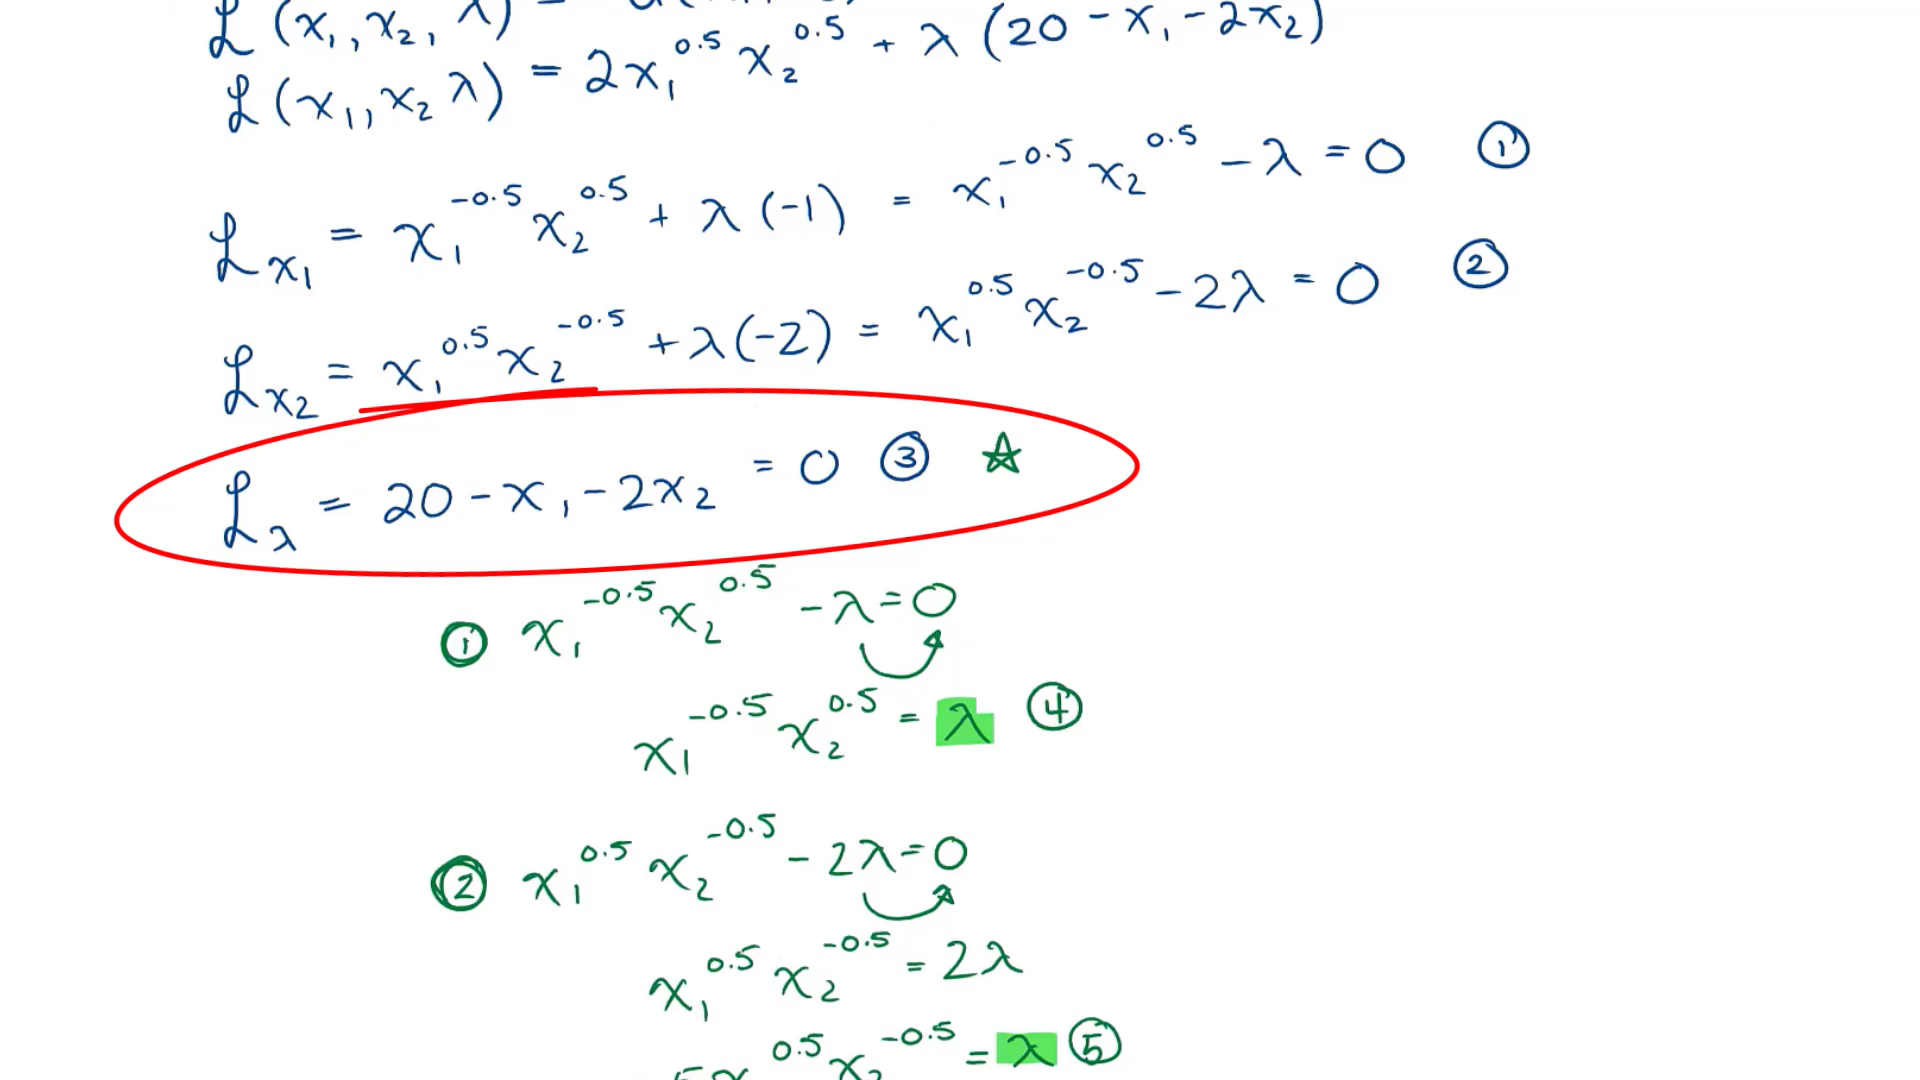 ℒ(x₁, x₂, λ) =
ℒ(x₁, x₂ λ) = 2x₁^0.5 x₂^0.5 + λ(20 - x₁ - 2x₂)
ℒx₁ = x₁^-0.5 x₂^0.5 + λ(-1) = x₁^-0.5 x₂^0.5 - λ = 0 ①
ℒx₂ = x₁^0.5 x₂^-0.5 + λ(-2) = x₁^0.5 x₂^-0.5 - 2λ = 0 ②
ℒλ = 20 - x₁ - 2x₂ = 0 ③ ☆
① x₁^-0.5 x₂^0.5 - λ = 0
x₁^-0.5 x₂^0.5 = λ ④
② x₁^0.5 x₂^-0.5 - 2λ = 0
x₁^0.5 x₂^-0.5 = 2λ
5x^0.5 x₂^-0.5 = λ ⑤